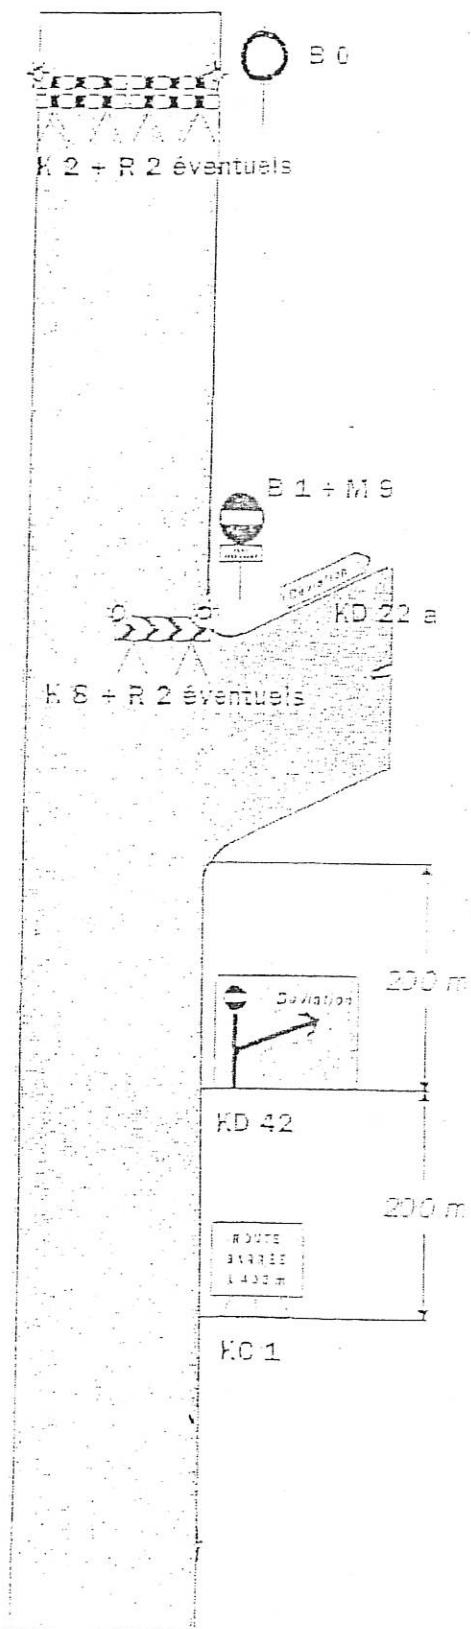 B 0
K 2 + R 2 éventuels
B 1 + M 9
Déviation
KD 22 a
K 8 + R 2 éventuels
200 m
Déviation
KD 42
200 m
ROUTE
BARRÉE
à 400 m
KC 1